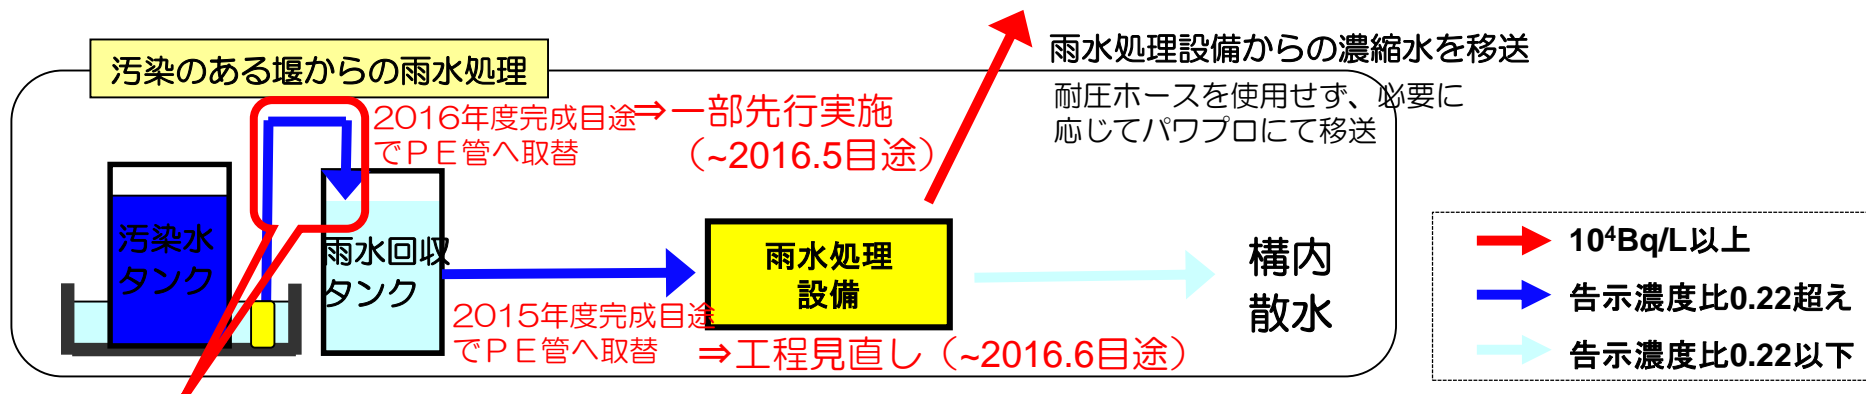 汚染のある堰からの雨水処理
雨水処理設備からの濃縮水を移送
耐圧ホースを使用せず、必要に
応じてパワプロにて移送
2016年度完成目途
でPE管へ取替
⇒一部先行実施
（~2016.5目途）
汚染水
タンク
雨水回収
タンク
雨水処理
設備
構内
散水
2015年度完成目途
でPE管へ取替
⇒工程見直し（~2016.6目途）
10⁴Bq/L以上
告示濃度比0.22超え
告示濃度比0.22以下